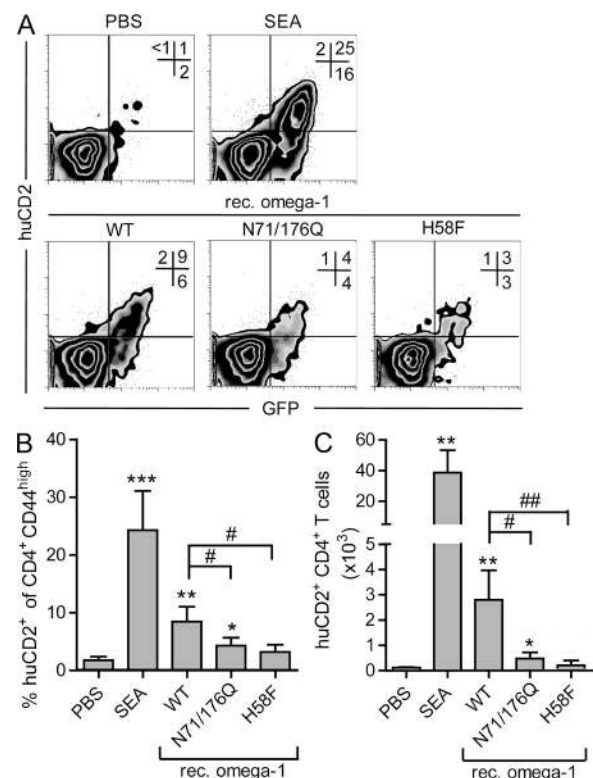 A
PBS
SEA
<1 1
2
2 25
16
huCD2
rec. omega-1
WT
N71/176Q
H58F
2 9
6
1 4
4
1 3
3
GFP
B
% huCD2+ of CD4+ CD44high
40
30
20
10
0
***
**
#
#
*
PBS
SEA
WT
N71/176Q
H58F
rec. omega-1
C
huCD2+ CD4+ T cells
(x10³)
60
40
20
5
4
3
2
1
0
**
**
##
#
*
PBS
SEA
WT
N71/176Q
H58F
rec. omega-1